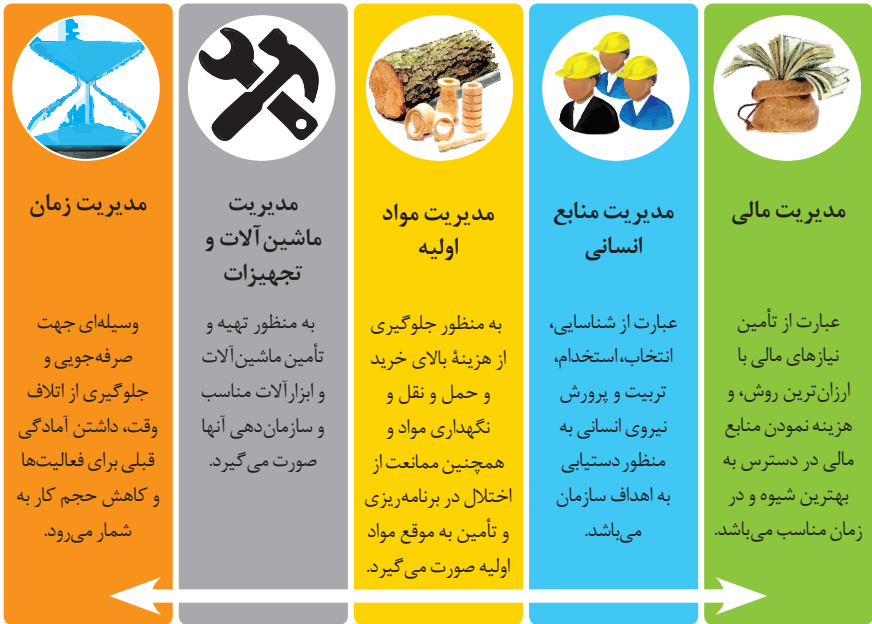 مدیریت مالی
عبارت از تأمین
نیازهای مالی با
ارزان‌ترین روش، و
هزینه نمودن منابع
مالی در دسترس به
بهترین شیوه و در
زمان مناسب می‌باشد.
مدیریت منابع
انسانی
عبارت از شناسایی،
انتخاب، استخدام،
تربیت و پرورش
نیروی انسانی به
منظور دستیابی
به اهداف سازمان
می‌باشد.
مدیریت مواد
اولیه
به منظور جلوگیری
از هزینهٔ بالای خرید
و حمل و نقل و
نگهداری مواد و
همچنین ممانعت از
اختلال در برنامه‌ریزی
و تأمین به موقع مواد
اولیه صورت می‌گیرد.
مدیریت
ماشین‌آلات و
تجهیزات
به منظور تهیه و
تأمین ماشین‌آلات
و ابزارآلات مناسب
و سازمان‌دهی آنها
صورت می‌گیرد.
مدیریت زمان
وسیله‌ای جهت
صرفه‌جویی و
جلوگیری از اتلاف
وقت، داشتن آمادگی
قبلی برای فعالیت‌ها
و کاهش حجم کار به
شمار می‌رود.